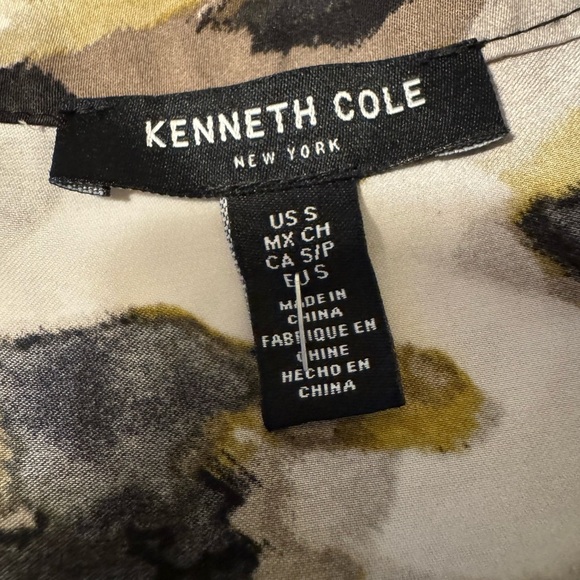 KENNETH COLE
NEW YORK
US S
MX CH
CA S/P
EU S
MADE IN
CHINA
FABRIQUE EN
CHINE
HECHO EN
CHINA